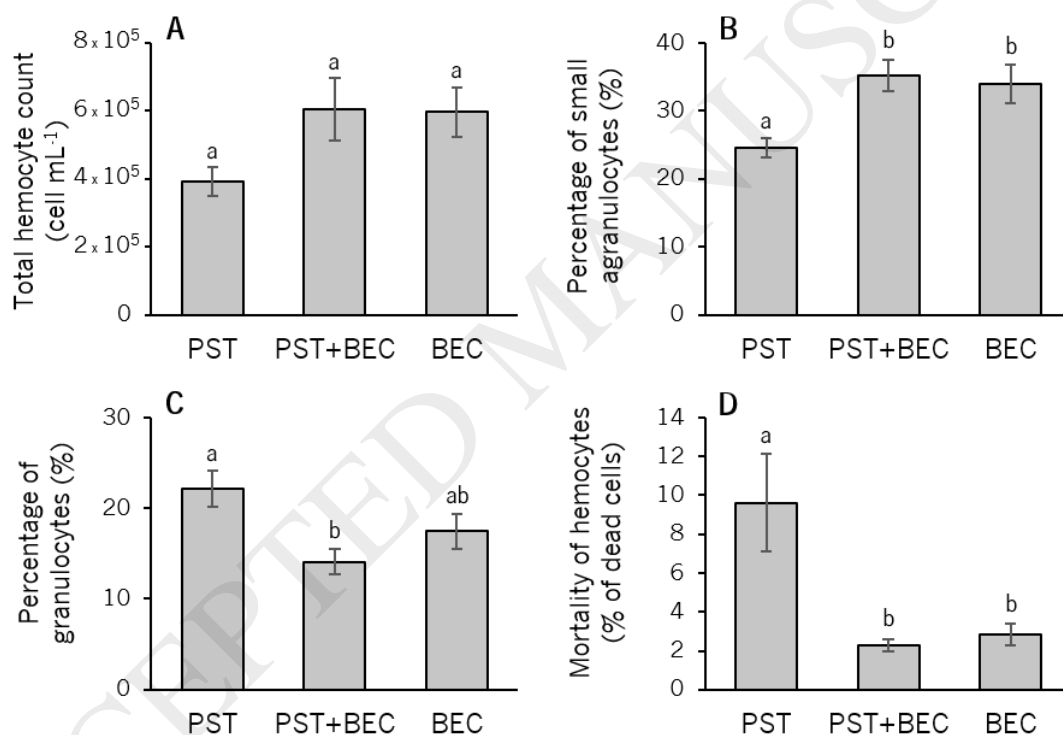 A
Total hemocyte count
(cell mL⁻¹)
8 x 10⁵
6 x 10⁵
4 x 10⁵
2 x 10⁵
0
a
a
a
PST
PST+BEC
BEC
B
Percentage of small
agranulocytes (%)
40
30
20
10
0
a
b
b
PST
PST+BEC
BEC
C
Percentage of
granulocytes (%)
30
20
10
0
a
b
ab
PST
PST+BEC
BEC
D
Mortality of hemocytes
(% of dead cells)
14
12
10
8
6
4
2
0
a
b
b
PST
PST+BEC
BEC
CEPTED MANUSC